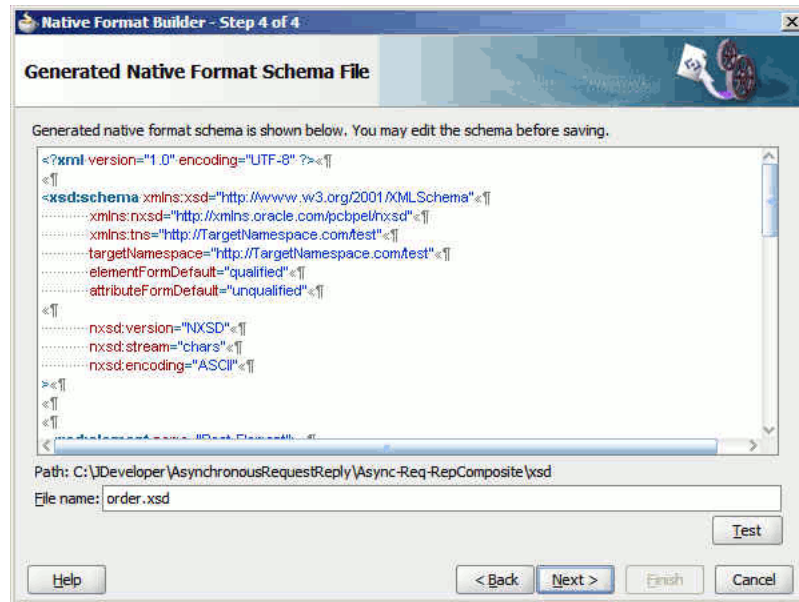 Native Format Builder - Step 4 of 4
Generated Native Format Schema File
Generated native format schema is shown below. You may edit the schema before saving.
<?xml·version="1.0"·encoding="UTF-8"·?>«¶
«¶
<xsd:schema·xmlns:xsd="http://www.w3.org/2001/XMLSchema"«¶
············xmlns:nxsd="http://xmlns.oracle.com/pcbpel/nxsd"«¶
············xmlns:tns="http://TargetNamespace.com/test"«¶
············targetNamespace="http://TargetNamespace.com/test"«¶
············elementFormDefault="qualified"«¶
············attributeFormDefault="unqualified"«¶
«¶
············nxsd:version="NXSD"«¶
············nxsd:stream="chars"«¶
············nxsd:encoding="ASCII"«¶
>«¶
«¶
«¶
Path: C:\JDeveloper\AsynchronousRequestReply\Async-Req-RepComposite\xsd
File name: order.xsd
Test
Help
< Back
Next >
Finish
Cancel